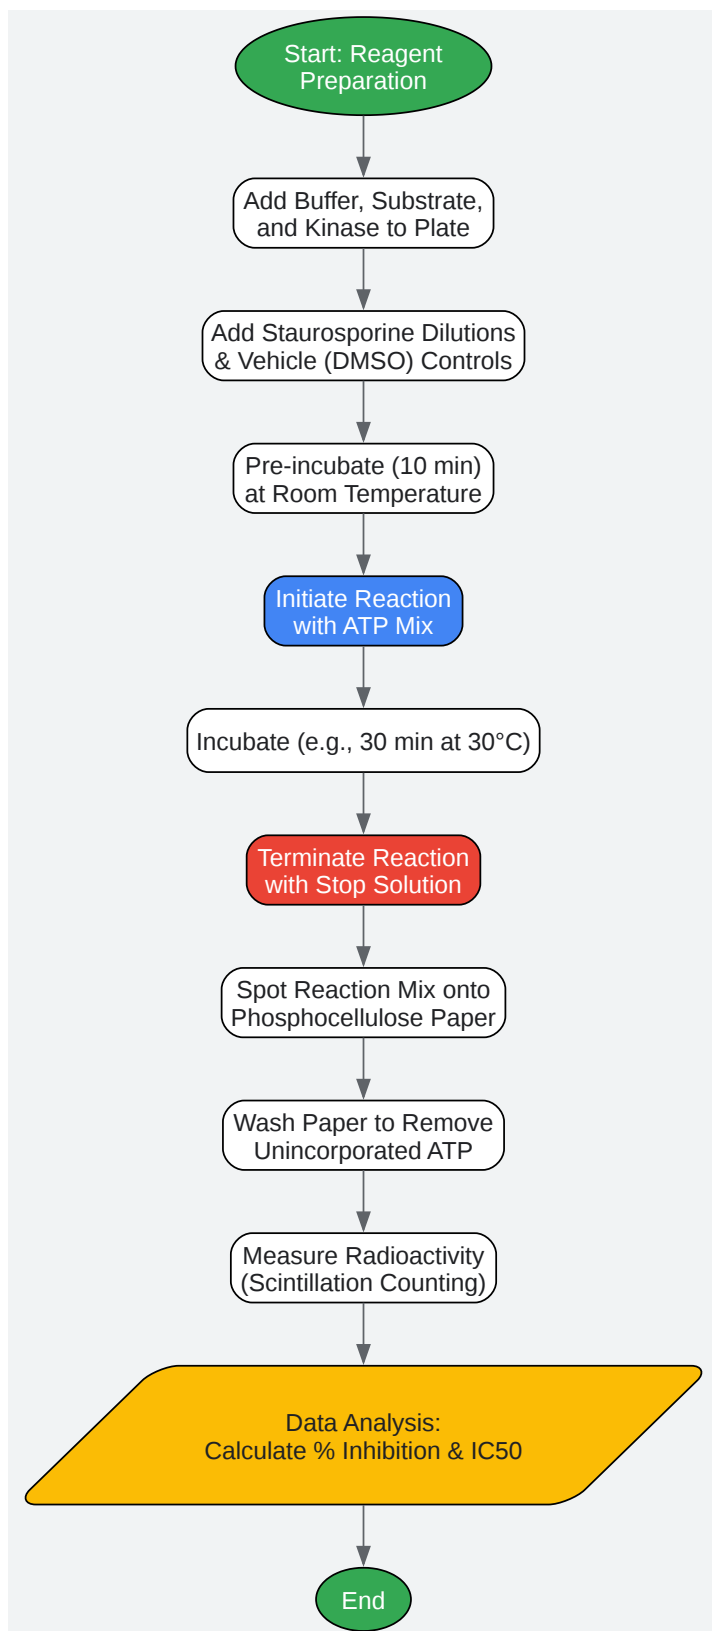 Start: Reagent
Preparation
Add Buffer, Substrate,
and Kinase to Plate
Add Staurosporine Dilutions
& Vehicle (DMSO) Controls
Pre-incubate (10 min)
at Room Temperature
Initiate Reaction
with ATP Mix
Incubate (e.g., 30 min at 30°C)
Terminate Reaction
with Stop Solution
Spot Reaction Mix onto
Phosphocellulose Paper
Wash Paper to Remove
Unincorporated ATP
Measure Radioactivity
(Scintillation Counting)
Data Analysis:
Calculate % Inhibition & IC50
End